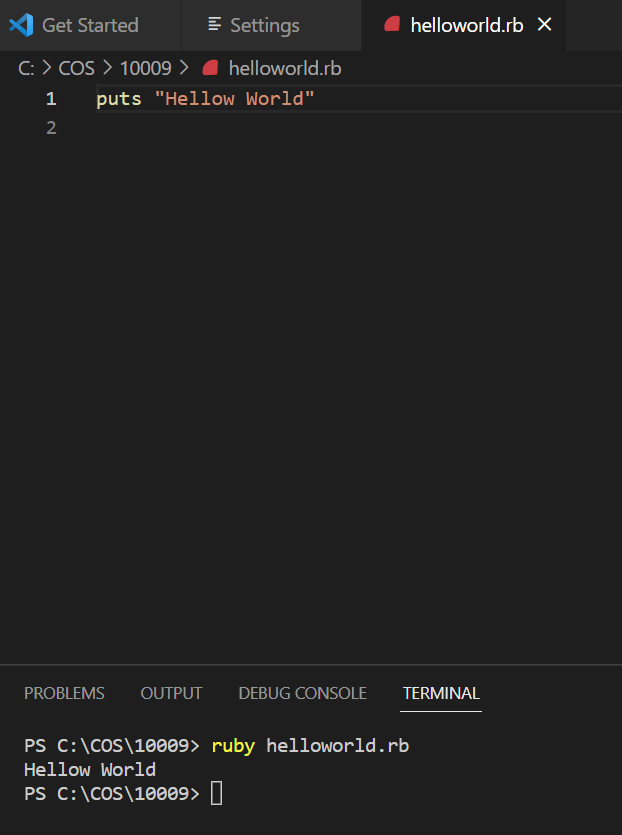 Get Started Settings helloworld.rb
C: > COS > 10009 > helloworld.rb
1 puts "Hellow World"
2
PROBLEMS OUTPUT DEBUG CONSOLE TERMINAL
PS C:\COS\10009> ruby helloworld.rb
Hellow World
PS C:\COS\10009>